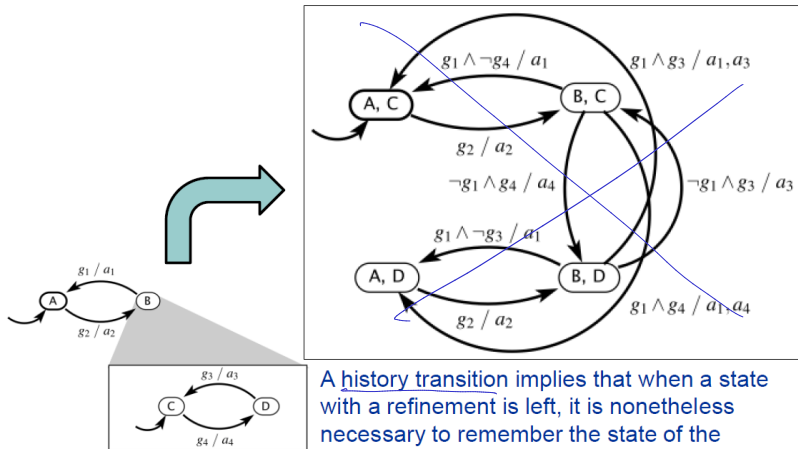 g1 ∧ ¬g4 / a1
g1 ∧ g3 / a1, a3
A, C
B, C
g2 / a2
¬g1 ∧ g4 / a4
¬g1 ∧ g3 / a3
g1 ∧ ¬g3 / a1
A, D
B, D
g2 / a2
g1 ∧ g4 / a1, a4
g1 / a1
A
B
g2 / a2
g3 / a3
C
D
g4 / a4
A history transition implies that when a state
with a refinement is left, it is nonetheless
necessary to remember the state of the